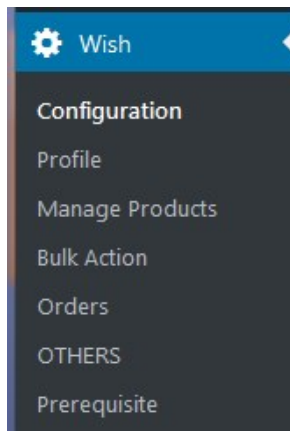 Wish
Configuration
Profile
Manage Products
Bulk Action
Orders
OTHERS
Prerequisite